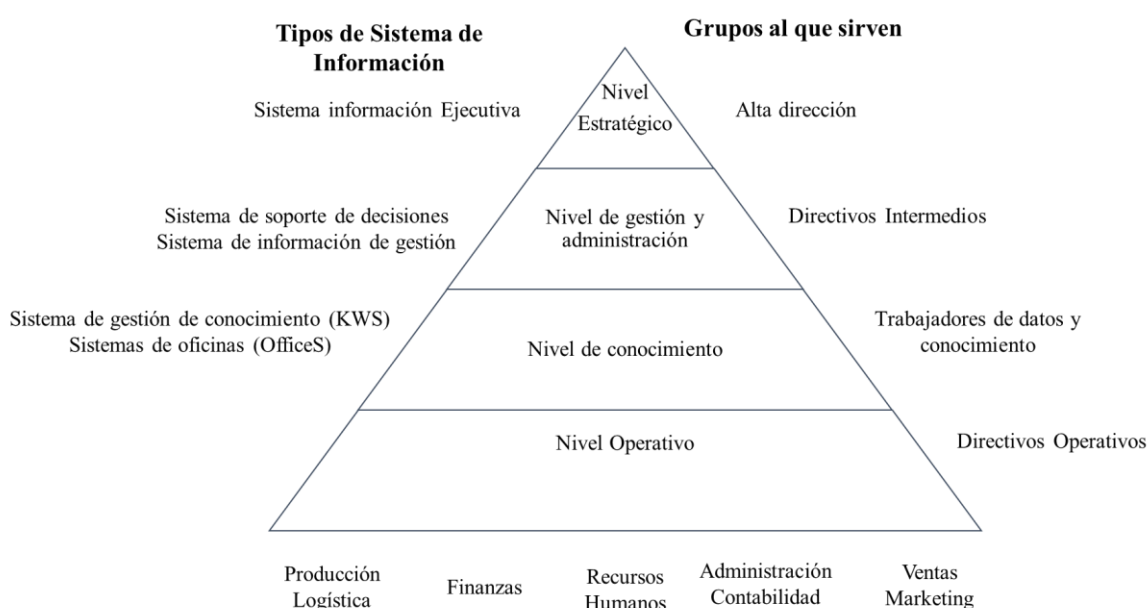 Tipos de Sistema de
Información
Grupos al que sirven
Sistema información Ejecutiva
Nivel
Estratégico
Alta dirección
Sistema de soporte de decisiones
Sistema de información de gestión
Nivel de gestión y
administración
Directivos Intermedios
Sistema de gestión de conocimiento (KWS)
Sistemas de oficinas (OfficeS)
Nivel de conocimiento
Trabajadores de datos y
conocimiento
Nivel Operativo
Directivos Operativos
Producción
Logística
Finanzas
Recursos
Humanos
Administración
Contabilidad
Ventas
Marketing